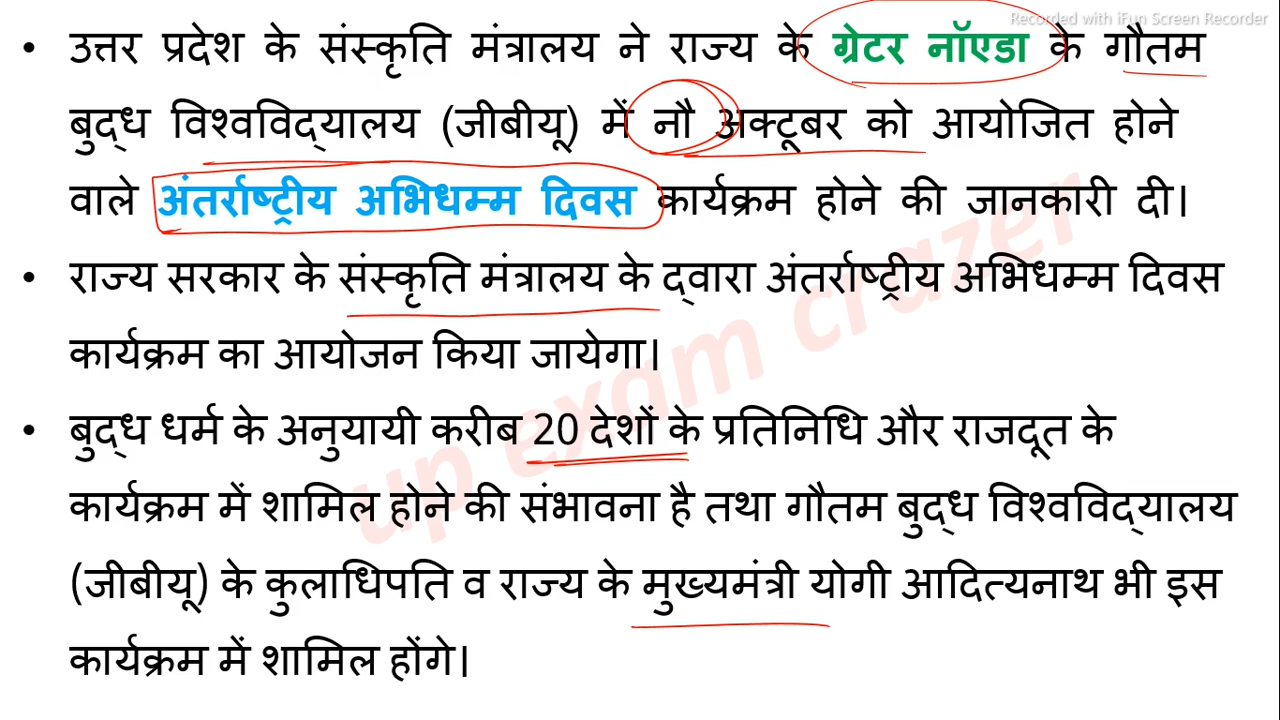 Recorded with iFun Screen Recorder
• उत्तर प्रदेश के संस्कृति मंत्रालय ने राज्य के ग्रेटर नॉएडा के गौतम
बुद्ध विश्वविद्यालय (जीबीयू) में नौ अक्टूबर को आयोजित होने
वाले अंतर्राष्ट्रीय अभिधम्म दिवस कार्यक्रम होने की जानकारी दी।
• राज्य सरकार के संस्कृति मंत्रालय के द्वारा अंतर्राष्ट्रीय अभिधम्म दिवस
कार्यक्रम का आयोजन किया जायेगा।
• बुद्ध धर्म के अनुयायी करीब 20 देशों के प्रतिनिधि और राजदूत के
कार्यक्रम में शामिल होने की संभावना है तथा गौतम बुद्ध विश्वविद्यालय
(जीबीयू) के कुलाधिपति व राज्य के मुख्यमंत्री योगी आदित्यनाथ भी इस
कार्यक्रम में शामिल होंगे।
up exam crazer